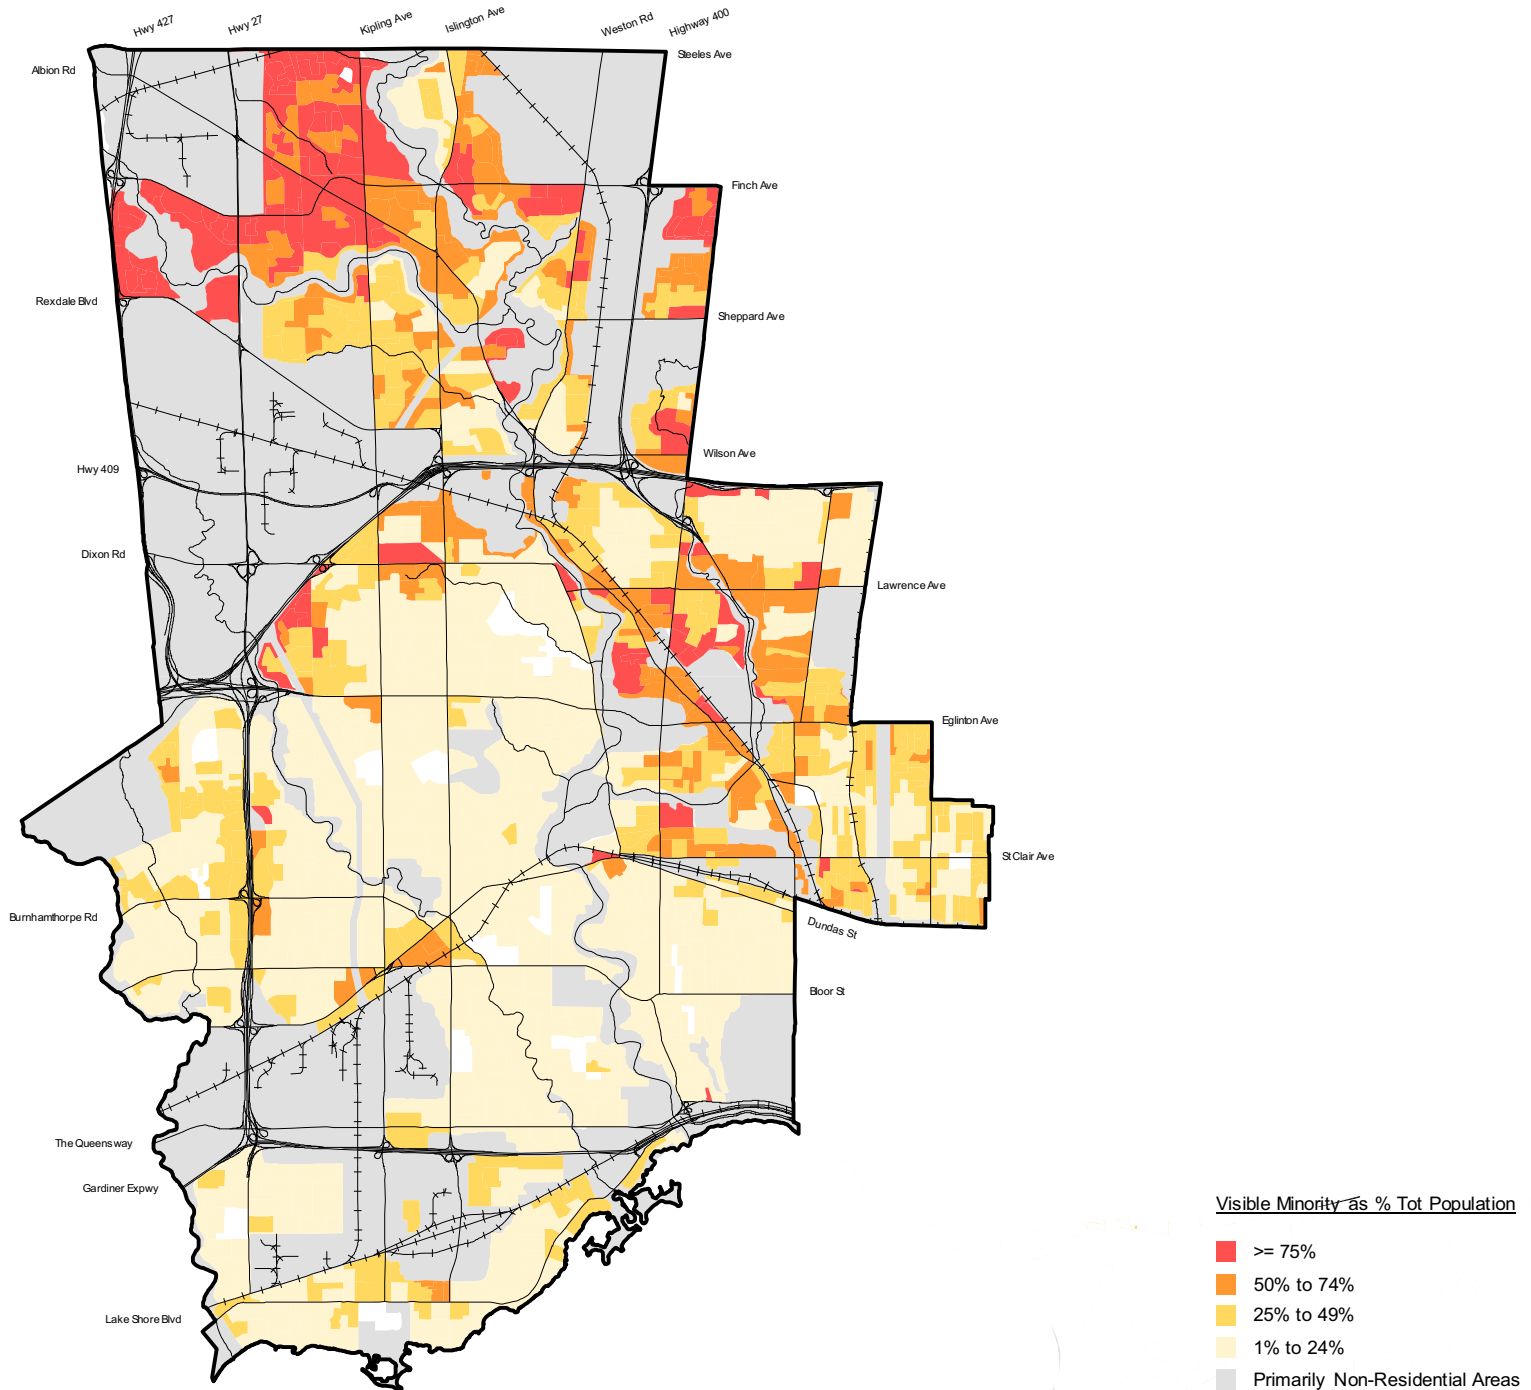 Hwy 427
Hwy 27
Kipling Ave
Islington Ave
Weston Rd
Highway 400
Steeles Ave
Albion Rd
Finch Ave
Rexdale Blvd
Sheppard Ave
Wilson Ave
Hwy 409
Dixon Rd
Lawrence Ave
Eglinton Ave
St Clair Ave
Burnhamthorpe Rd
Dundas St
Bloor St
The Queensway
Gardiner Expwy
Lake Shore Blvd
Visible Minority as % Tot Population
>= 75%
50% to 74%
25% to 49%
1% to 24%
Primarily Non-Residential Areas